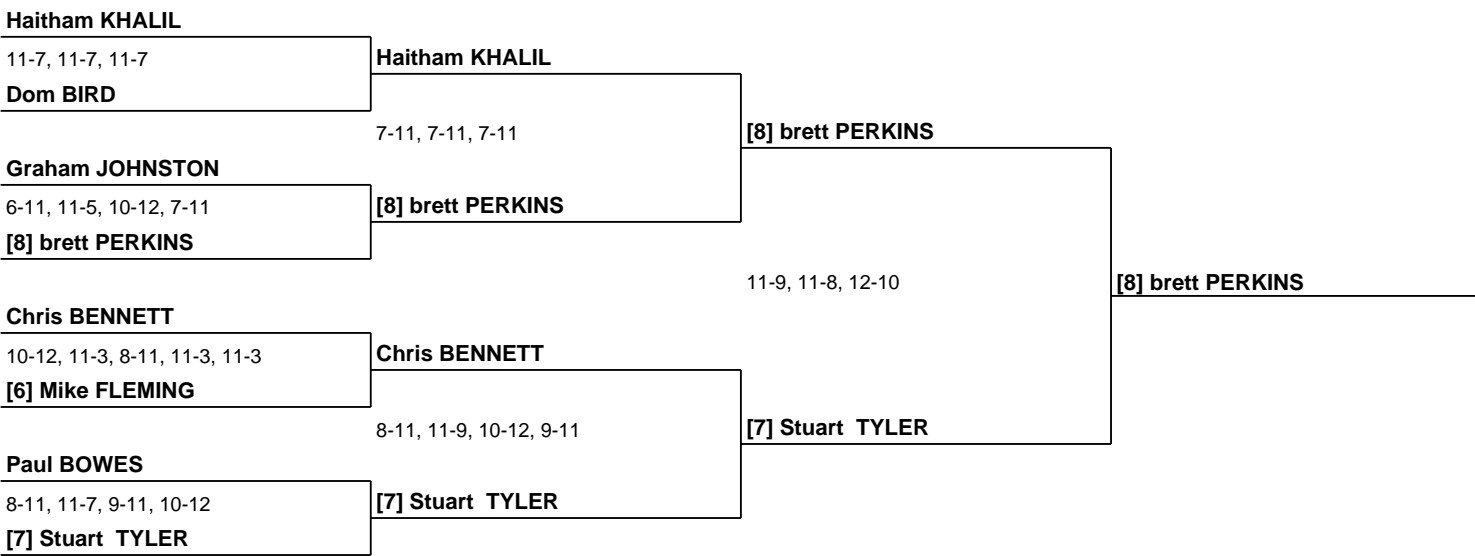 Haitham KHALIL
11-7, 11-7, 11-7
Haitham KHALIL
Dom BIRD
7-11, 7-11, 7-11
[8] brett PERKINS
Graham JOHNSTON
6-11, 11-5, 10-12, 7-11
[8] brett PERKINS
[8] brett PERKINS
11-9, 11-8, 12-10
[8] brett PERKINS
Chris BENNETT
10-12, 11-3, 8-11, 11-3, 11-3
Chris BENNETT
[6] Mike FLEMING
8-11, 11-9, 10-12, 9-11
[7] Stuart  TYLER
Paul BOWES
8-11, 11-7, 9-11, 10-12
[7] Stuart  TYLER
[7] Stuart  TYLER